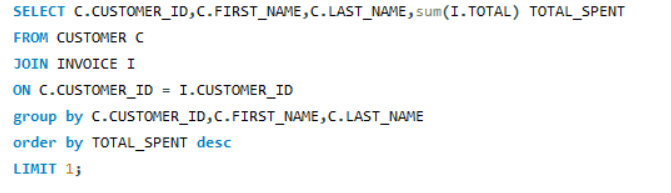 SELECT C.CUSTOMER_ID,C.FIRST_NAME,C.LAST_NAME,sum(I.TOTAL) TOTAL_SPENT
FROM CUSTOMER C
JOIN INVOICE I
ON C.CUSTOMER_ID = I.CUSTOMER_ID
group by C.CUSTOMER_ID,C.FIRST_NAME,C.LAST_NAME
order by TOTAL_SPENT desc
LIMIT 1;